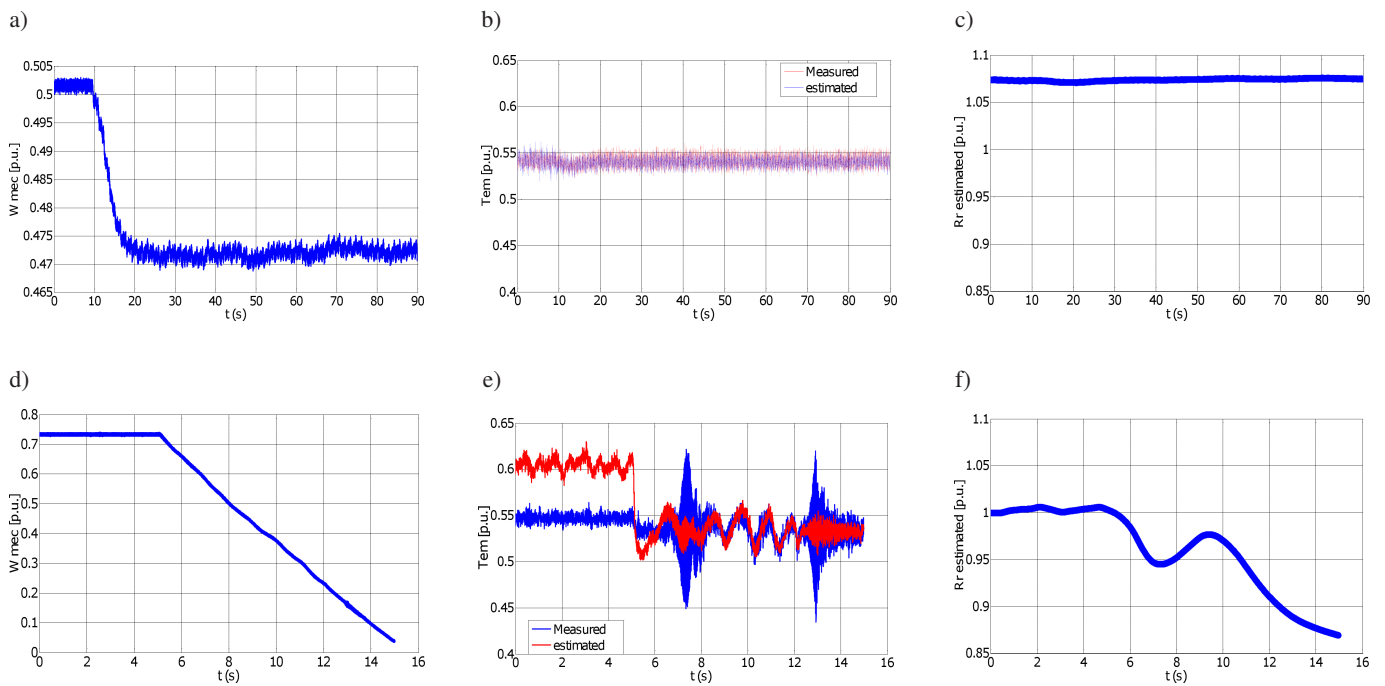 a)
b)
c)
0.505
0.5
0.495
0.49
0.485
0.48
0.475
0.47
0.465
W mec [p.u.]
0 10 20 30 40 50 60 70 80 90
t (s)
0.65
0.6
0.55
0.5
0.45
0.4
Tem [p.u.]
Measured
estimated
0 10 20 30 40 50 60 70 80 90
t (s)
1.1
1.05
1
0.95
0.9
0.85
Rr estimated [p.u.]
0 10 20 30 40 50 60 70 80 90
t (s)
d)
e)
f)
0.8
0.7
0.6
0.5
0.4
0.3
0.2
0.1
0
W mec [p.u.]
0 2 4 6 8 10 12 14 16
t (s)
0.65
0.6
0.55
0.5
0.45
0.4
Tem [p.u.]
Measured
estimated
0 2 4 6 8 10 12 14 16
t (s)
1.1
1.05
1
0.95
0.9
0.85
Rr estimated [p.u.]
0 2 4 6 8 10 12 14 16
t (s)